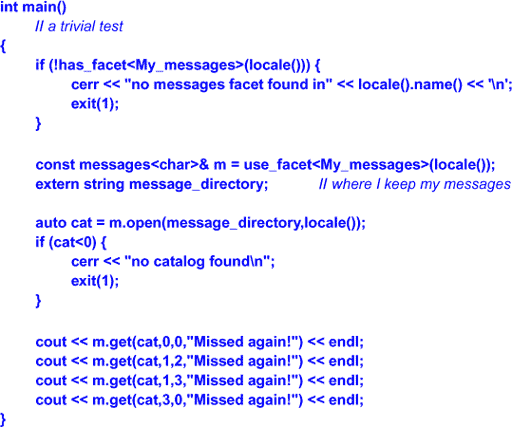 int main()
// a trivial test
{
if (!has_facet<My_messages>(locale())) {
cerr << "no messages facet found in" << locale().name() << '\n';
exit(1);
}
const messages<char>& m = use_facet<My_messages>(locale());
extern string message_directory; // where I keep my messages
auto cat = m.open(message_directory,locale());
if (cat<0) {
cerr << "no catalog found\n";
exit(1);
}
cout << m.get(cat,0,0,"Missed again!") << endl;
cout << m.get(cat,1,2,"Missed again!") << endl;
cout << m.get(cat,1,3,"Missed again!") << endl;
cout << m.get(cat,3,0,"Missed again!") << endl;
}